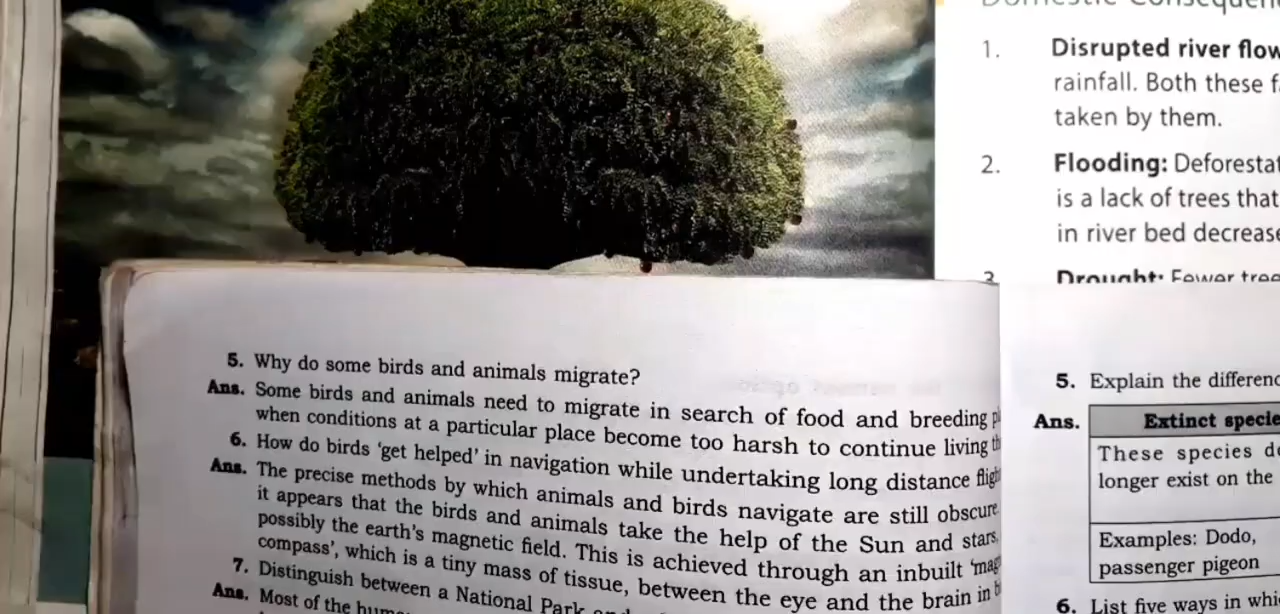 1. Disrupted river flow
rainfall. Both these
taken by them.
2. Flooding:
is a lack of trees that
in river bed
3. Drought: Fewer
5. Why do some birds and animals migrate?
Ans. Some birds and animals need to migrate in search of food and breeding
when conditions at a particular place become too harsh to continue living
6. How do birds 'get helped' in navigation while undertaking long distance
Ans. The precise methods by which animals and birds navigate are still obscure
it appears that the birds and animals take the help of the Sun and stars,
possibly the earth's magnetic field. This is achieved through an inbuilt
compass', which is a tiny mass of tissue, between the eye and the brain in
7. Distinguish between a National Park
Ans. Most of the
5. Explain the
Ans. Extinct
These species
longer exist on the
Examples: Dodo,
passenger pigeon
6. List five ways in